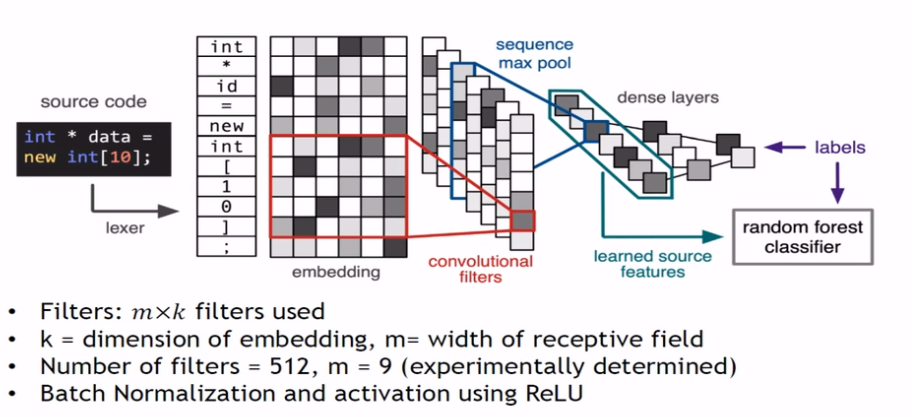 source code
int * data =
new int[10];
lexer
int
*
id
=
new
int
[
1
0
]
;
embedding
convolutional
filters
sequence
max pool
dense layers
learned source
features
labels
random forest
classifier
• Filters: m×k filters used
• k = dimension of embedding, m= width of receptive field
• Number of filters = 512, m = 9 (experimentally determined)
• Batch Normalization and activation using ReLU